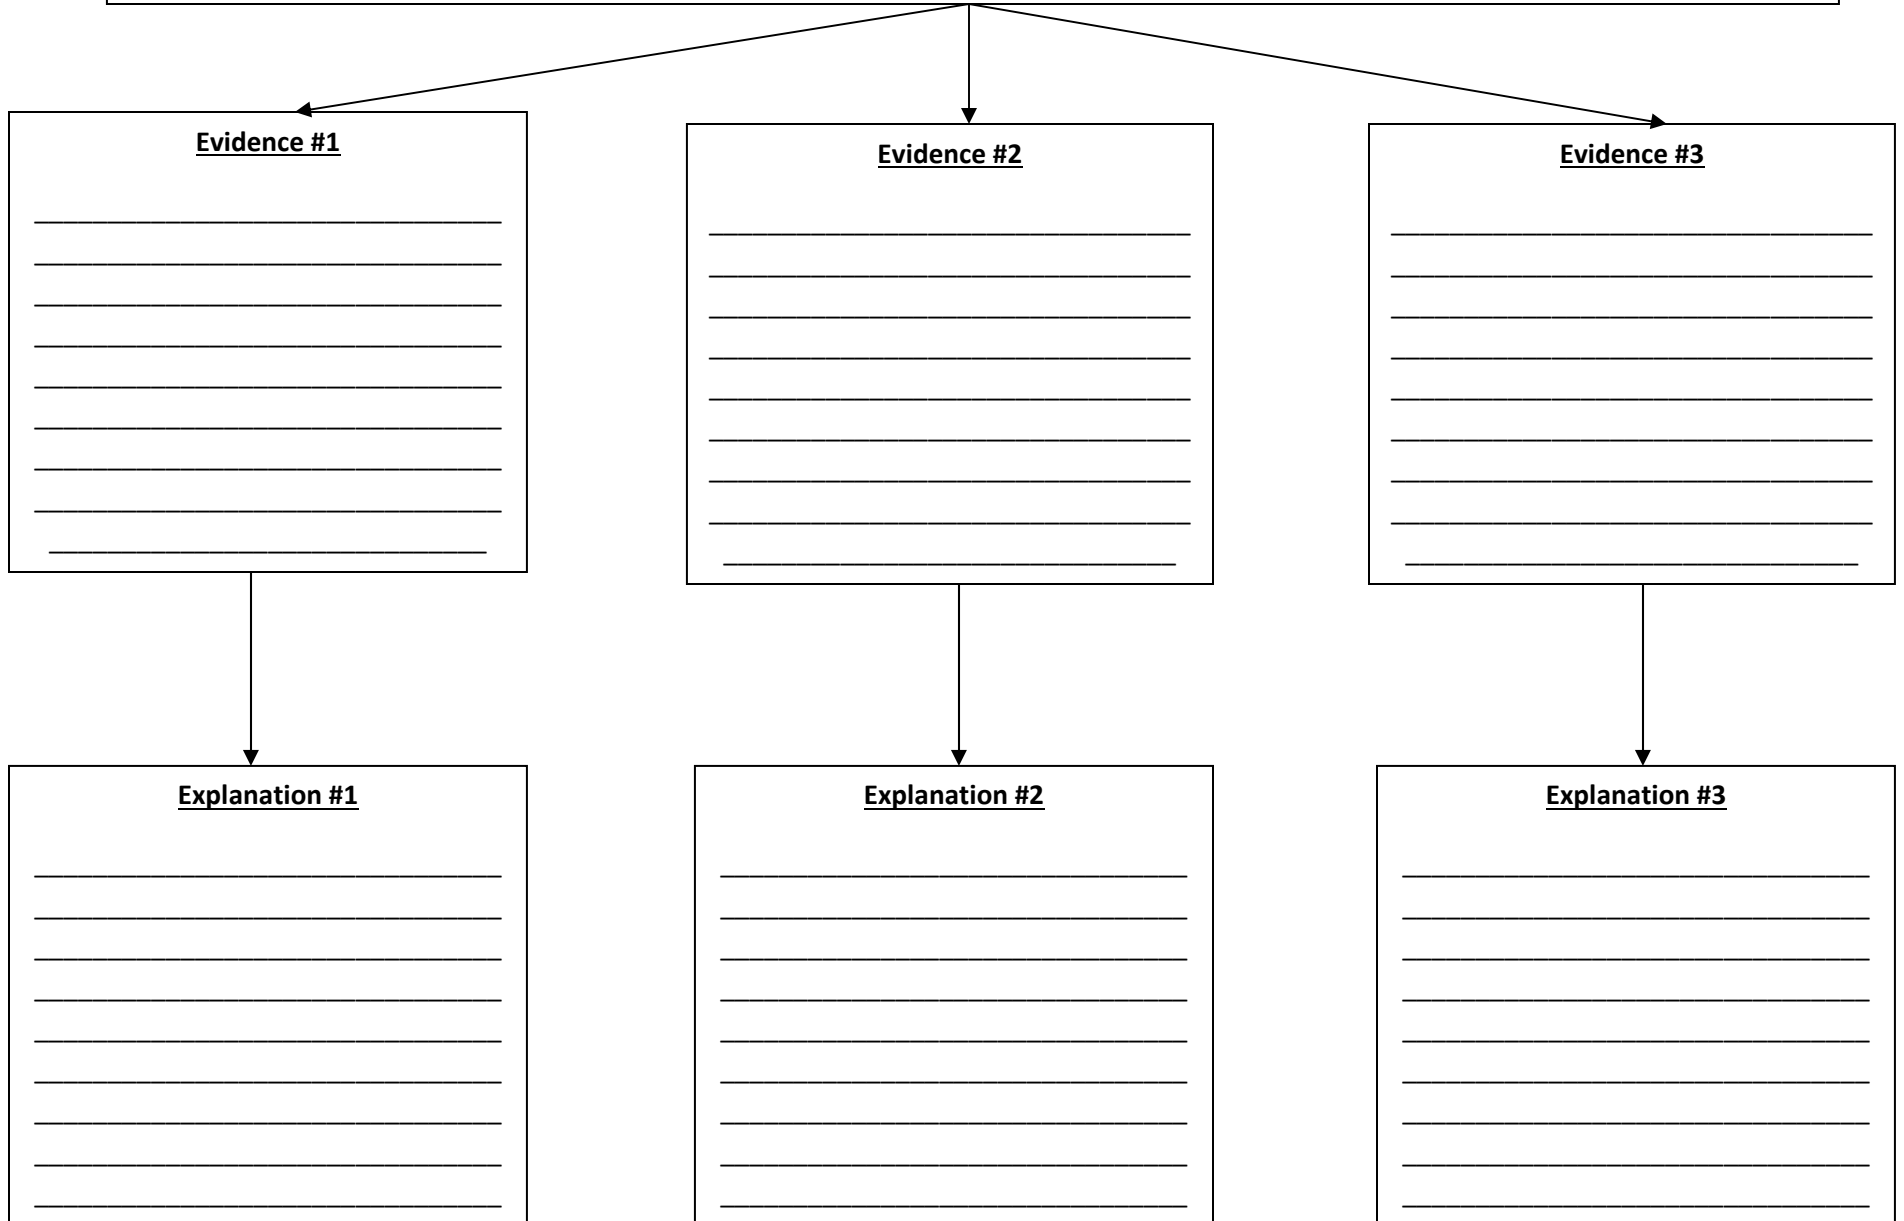 Evidence #1
Evidence #2
Evidence #3
Explanation #1
Explanation #2
Explanation #3